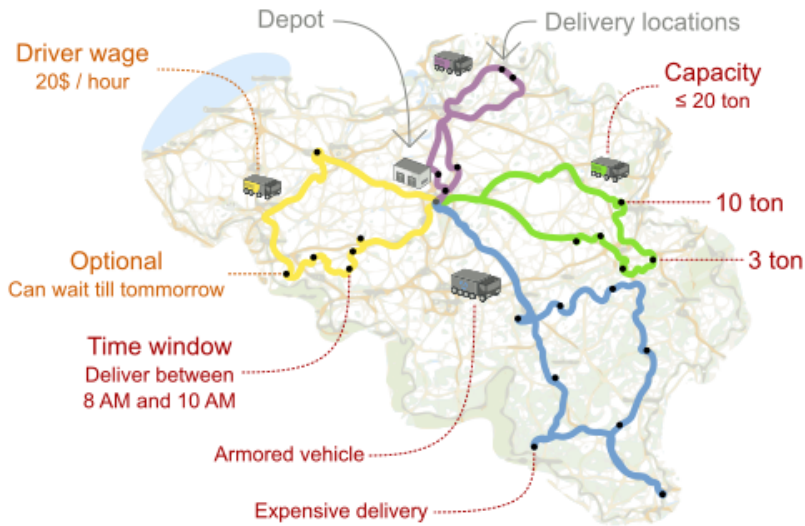 Depot
Delivery locations
Driver wage
20$ / hour
Capacity
≤ 20 ton
10 ton
3 ton
Optional
Can wait till tommorrow
Time window
Deliver between
8 AM and 10 AM
Armored vehicle
Expensive delivery